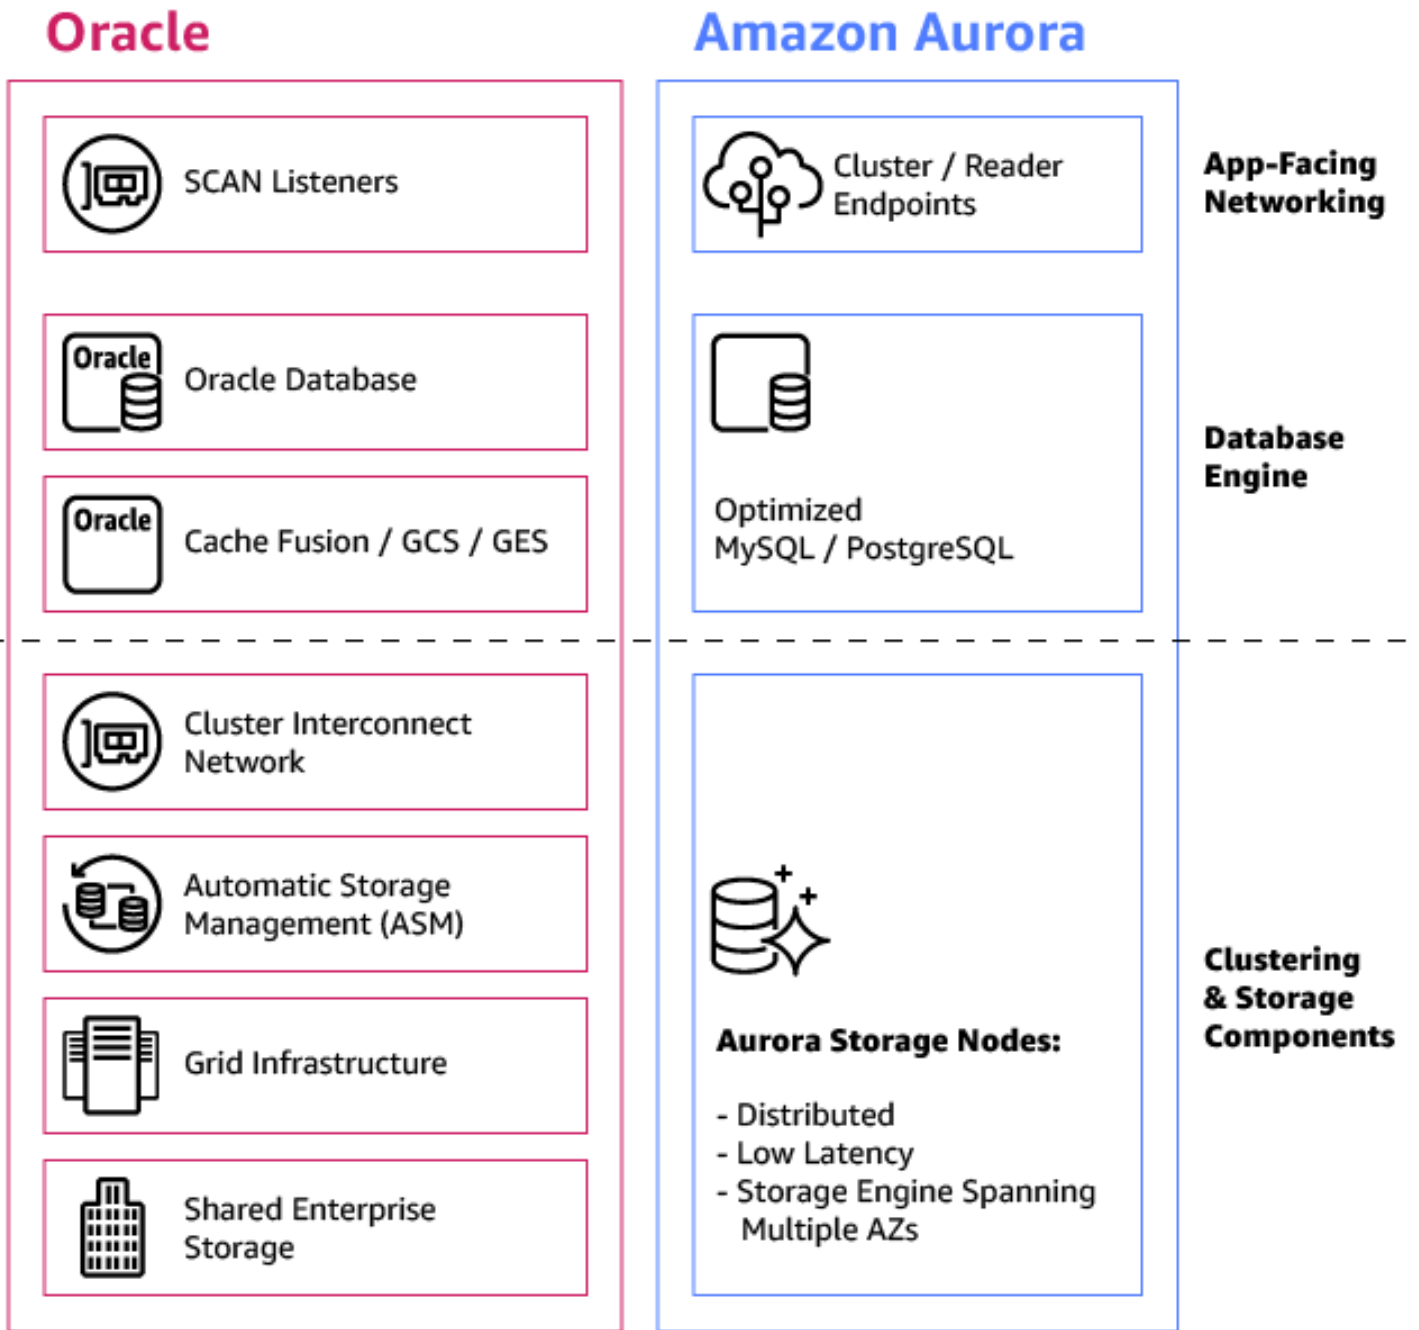 Oracle
Amazon Aurora
SCAN Listeners
Cluster / Reader
Endpoints
App-Facing
Networking
Oracle
Oracle Database
Oracle
Cache Fusion / GCS / GES
Optimized
MySQL / PostgreSQL
Database
Engine
Cluster Interconnect
Network
Automatic Storage
Management (ASM)
Grid Infrastructure
Shared Enterprise
Storage
Aurora Storage Nodes:
- Distributed
- Low Latency
- Storage Engine Spanning
Multiple AZs
Clustering
& Storage
Components